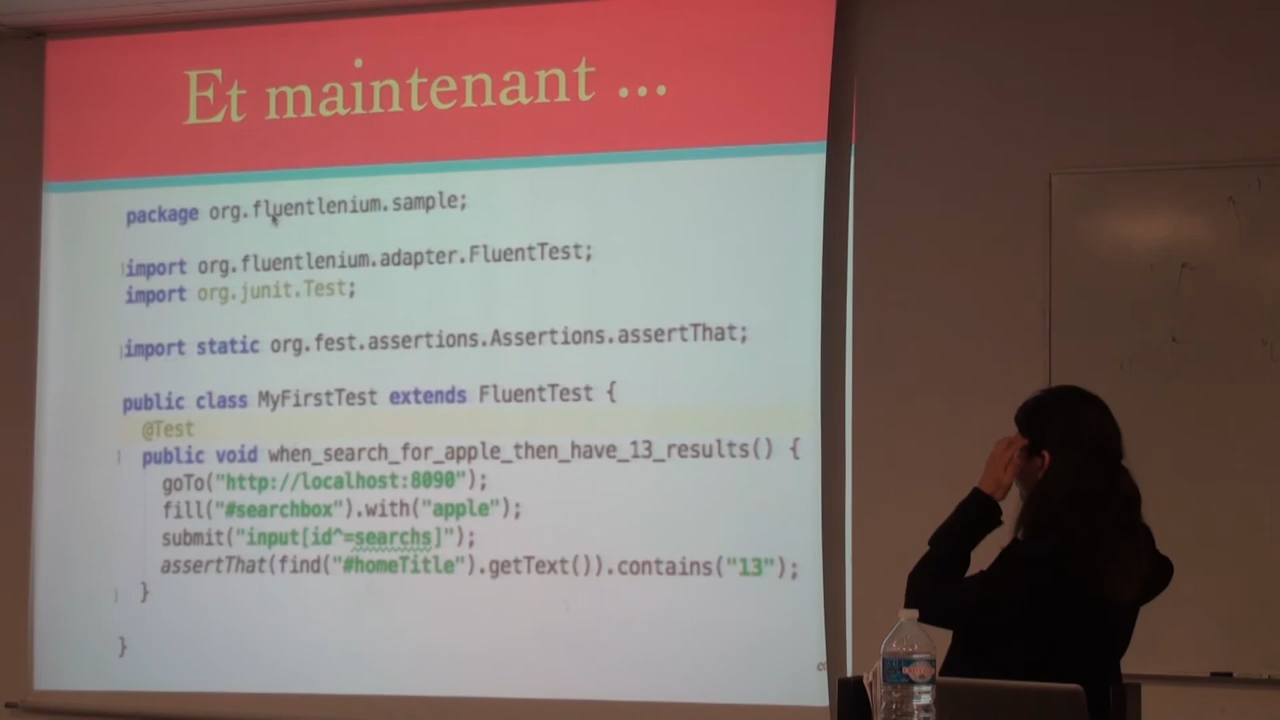 Et maintenant ...
package org.fluentlenium.sample;
import org.fluentlenium.adapter.FluentTest;
import org.junit.Test;
import static org.fest.assertions.Assertions.assertThat;
public class MyFirstTest extends FluentTest {
@Test
public void when_search_for_apple_then_have_13_results() {
goTo("http://localhost:8090");
fill("#searchbox").with("apple");
submit("input[id^=searchs]");
assertThat(find("#homeTitle").getText()).contains("13");
}
}